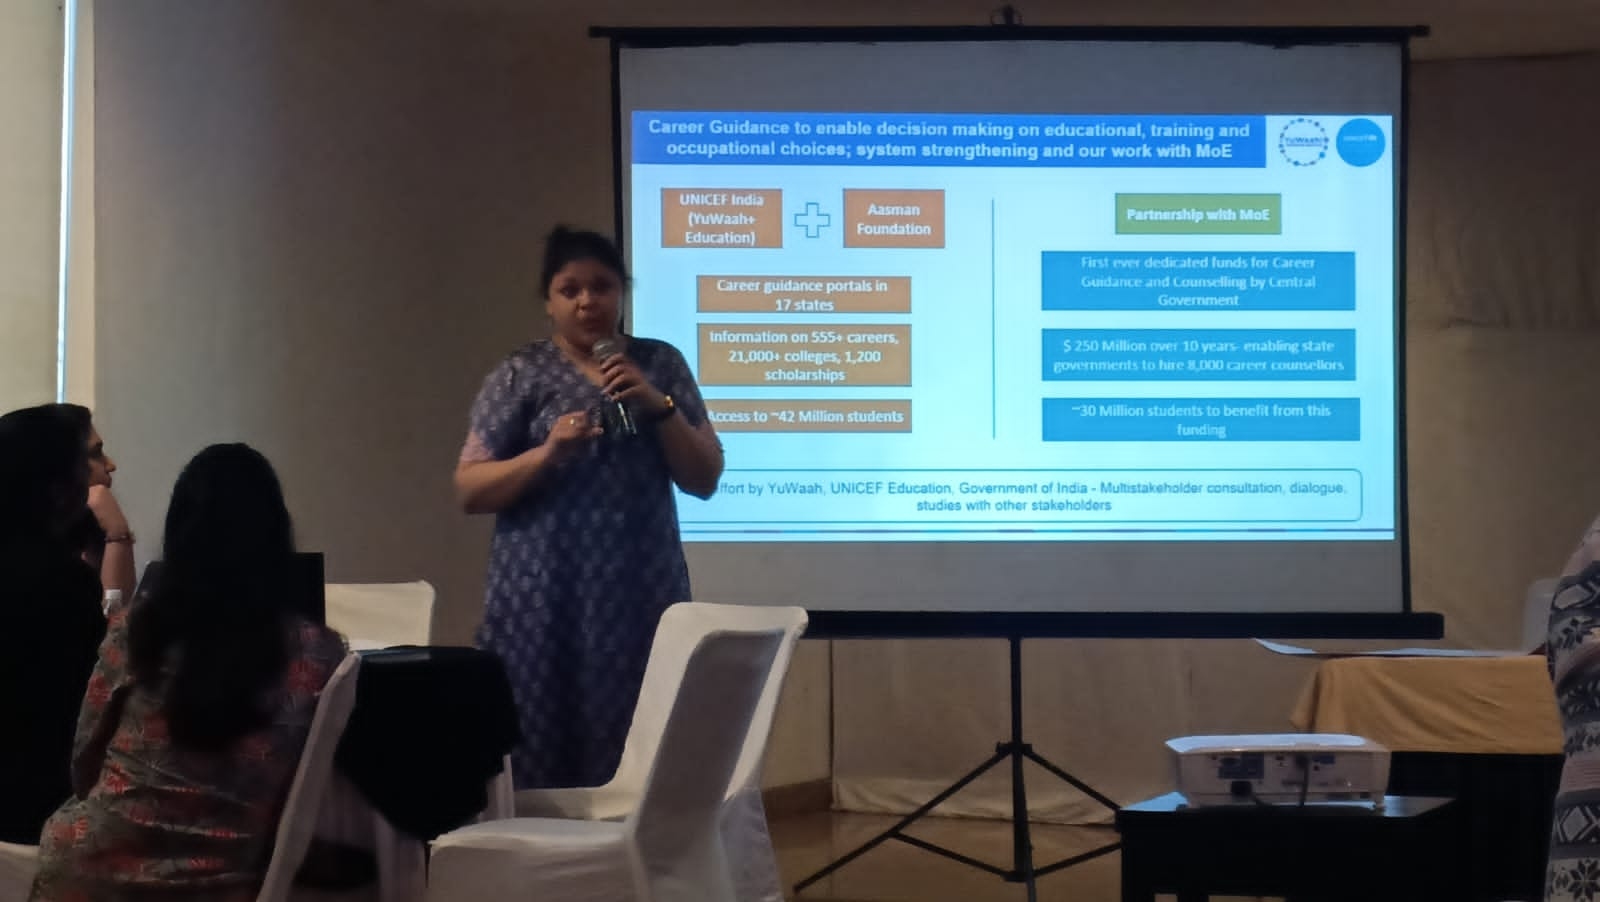 Career Guidance to enable decision making on educational, training and
occupational choices; system strengthening and our work with MoE
YuWaah
unicef
UNICEF India
(YuWaah+
Education)
Aasman
Foundation
Career guidance portals in
17 states
Information on 555+ careers,
21,000+ colleges, 1,200
scholarships
Access to ~42 Million students
Partnership with MoE
First ever dedicated funds for Career
Guidance and Counselling by Central
Government
$ 250 Million over 10 years- enabling state
governments to hire 8,000 career counsellors
~30 Million students to benefit from this
funding
by YuWaah, UNICEF Education, Government of India - Multistakeholder consultation, dialogue,
studies with other stakeholders